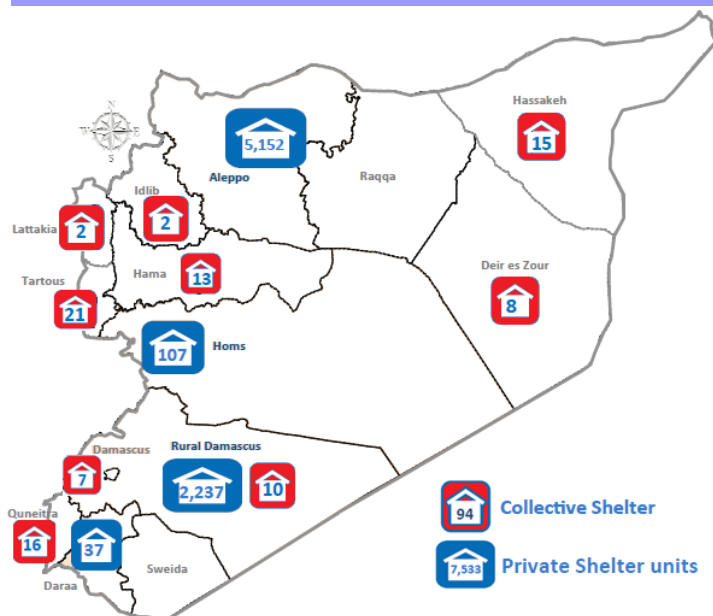 N
W
E
S
Hassakeh
15
5,152
Aleppo
Raqqa
Idlib
2
Lattakia
2
Hama
13
Deir es Zour
8
Tartous
21
107
Homs
Damascus
7
Rural Damascus
2,237
10
Quneitra
16
37
Daraa
Sweida
94
Collective Shelter
7,533
Private Shelter units